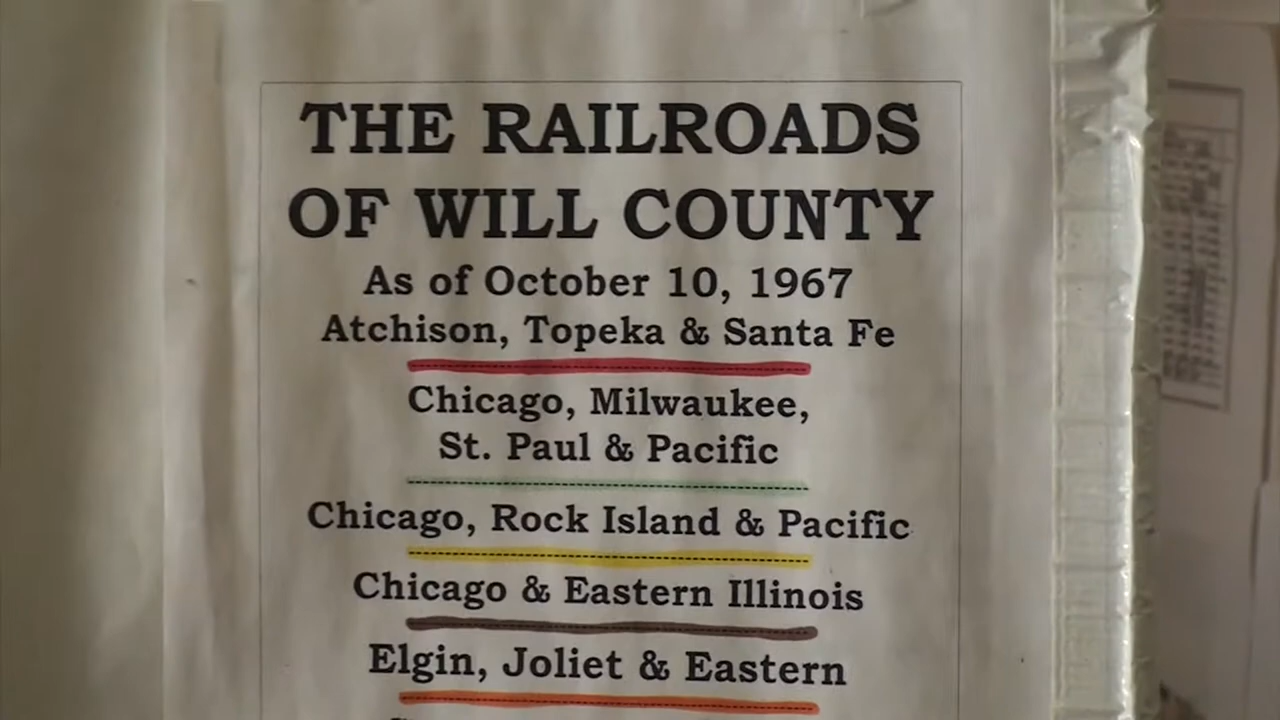 THE RAILROADS
OF WILL COUNTY
As of October 10, 1967
Atchison, Topeka & Santa Fe
Chicago, Milwaukee,
St. Paul & Pacific
Chicago, Rock Island & Pacific
Chicago & Eastern Illinois
Elgin, Joliet & Eastern